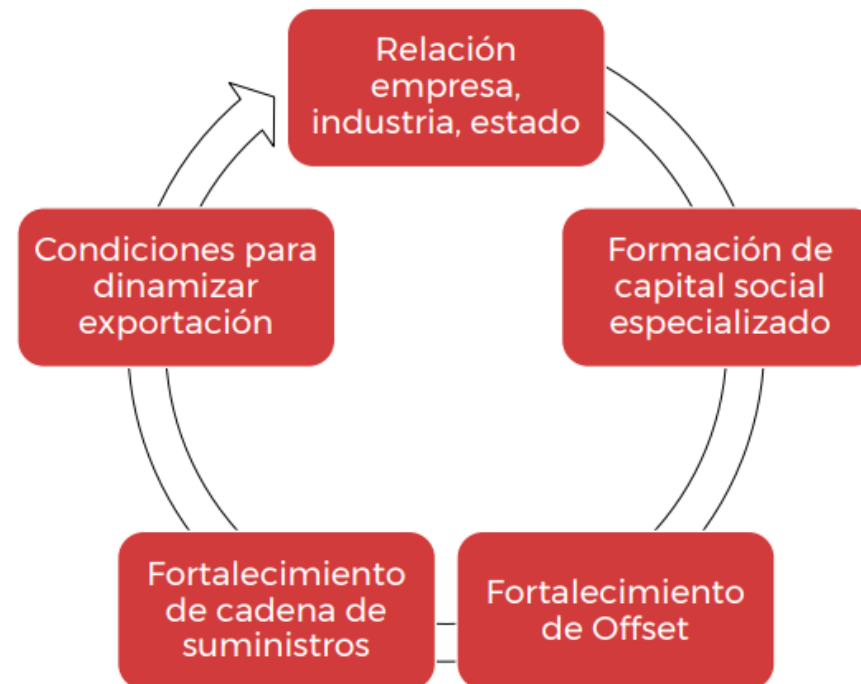 Relación
empresa,
industria, estado
Formación de
capital social
especializado
Fortalecimiento
de Offset
Fortalecimiento
de cadena de
suministros
Condiciones para
dinamizar
exportación